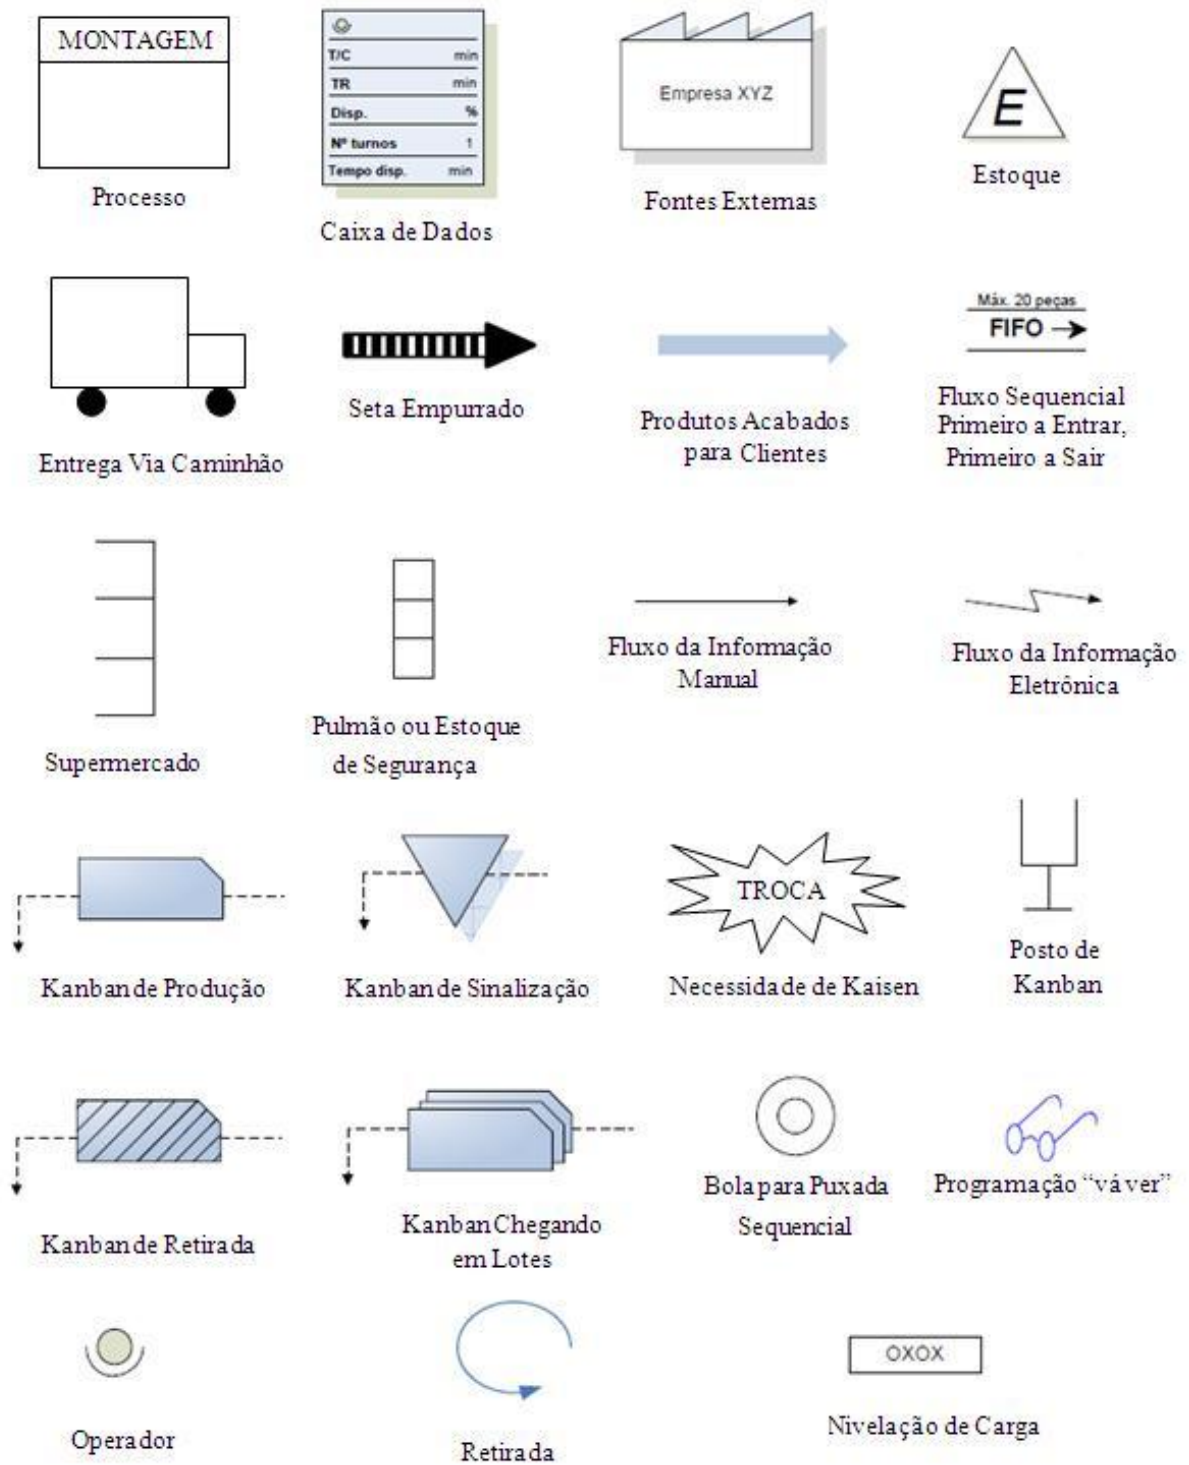 MONTAGEM
Processo
T/C min
TR min
Disp. %
Nº turnos 1
Tempo disp. min
Caixa de Dados
Empresa XYZ
Fontes Externas
E
Estoque
Entrega Via Caminhão
Seta Empurrado
Produtos Acabados
para Clientes
Máx. 20 peças
FIFO
Fluxo Sequencial
Primeiro a Entrar,
Primeiro a Sair
Supermercado
Pulmão ou Estoque
de Segurança
Fluxo da Informação
Manual
Fluxo da Informação
Eletrônica
Kanban de Produção
Kanban de Sinalização
TROCA
Necessidade de Kaisen
Posto de
Kanban
Kanban de Retirada
Kanban Chegando
em Lotes
Bola para Puxada
Sequencial
Programação “vá ver”
Operador
Retirada
OXOX
Nivelação de Carga